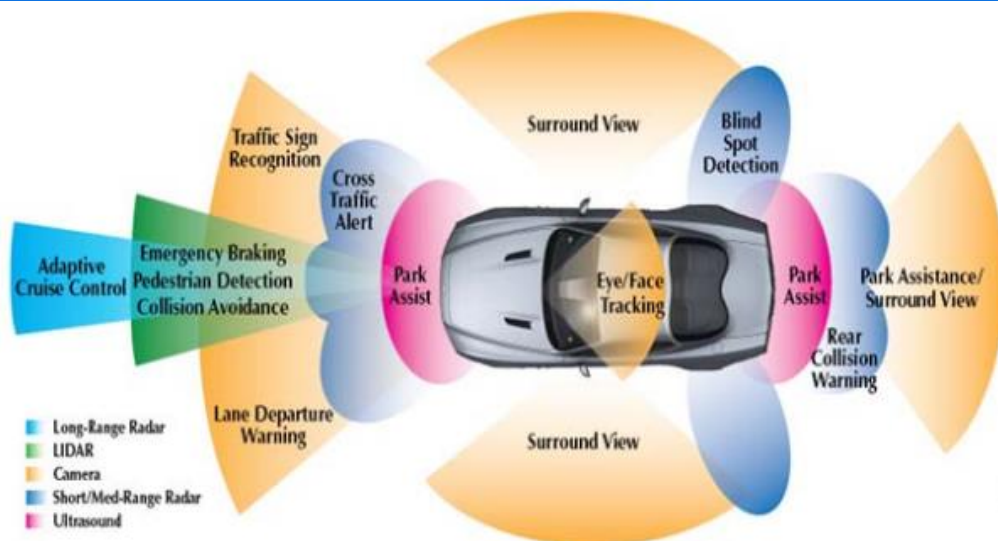 Surround View
Blind
Spot
Detection
Traffic Sign
Recognition
Cross
Traffic
Alert
Adaptive
Cruise Control
Emergency Braking
Pedestrian Detection
Collision Avoidance
Park
Assist
Eye/Face
Tracking
Park
Assist
Park Assistance/
Surround View
Rear
Collision
Warning
Lane Departure
Warning
Surround View
Long-Range Radar
LIDAR
Camera
Short/Med-Range Radar
Ultrasound